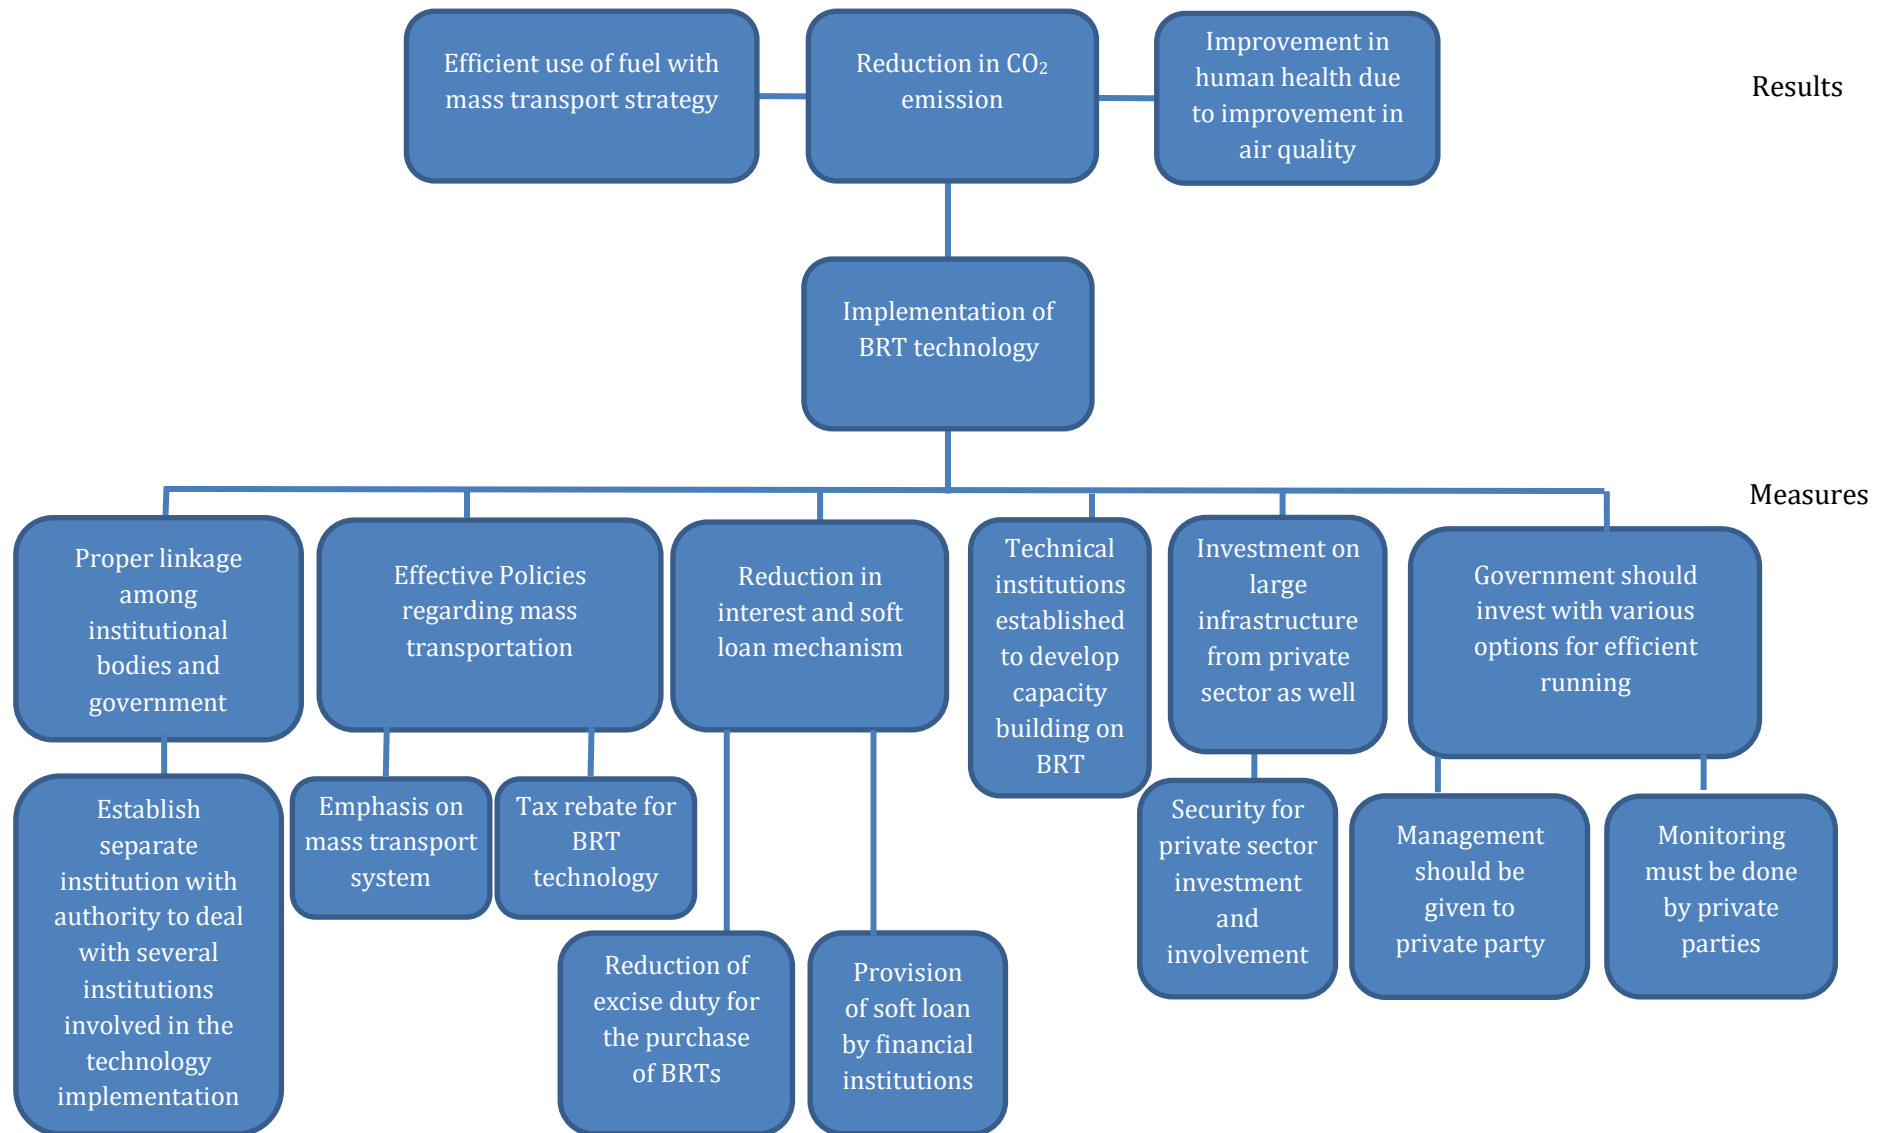 Efficient use of fuel with
mass transport strategy
Reduction in CO₂
emission
Improvement in
human health due
to improvement in
air quality
Results
Implementation of
BRT technology
Measures
Proper linkage
among
institutional
bodies and
government
Effective Policies
regarding mass
transportation
Reduction in
interest and soft
loan mechanism
Technical
institutions
established
to develop
capacity
building on
BRT
Investment on
large
infrastructure
from private
sector as well
Government should
invest with various
options for efficient
running
Establish
separate
institution with
authority to deal
with several
institutions
involved in the
technology
implementation
Emphasis on
mass transport
system
Tax rebate for
BRT
technology
Reduction of
excise duty for
the purchase
of BRTs
Provision
of soft loan
by financial
institutions
Security for
private sector
investment
and
involvement
Management
should be
given to
private party
Monitoring
must be done
by private
parties